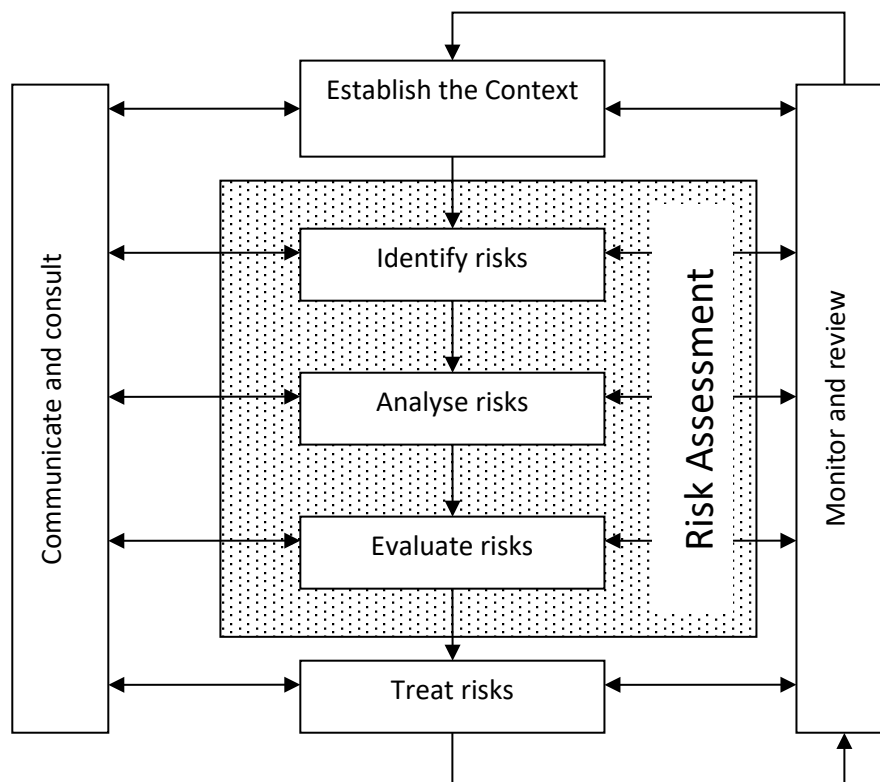 Establish the Context
Communicate and consult
Identify risks
Analyse risks
Evaluate risks
Risk Assessment
Monitor and review
Treat risks